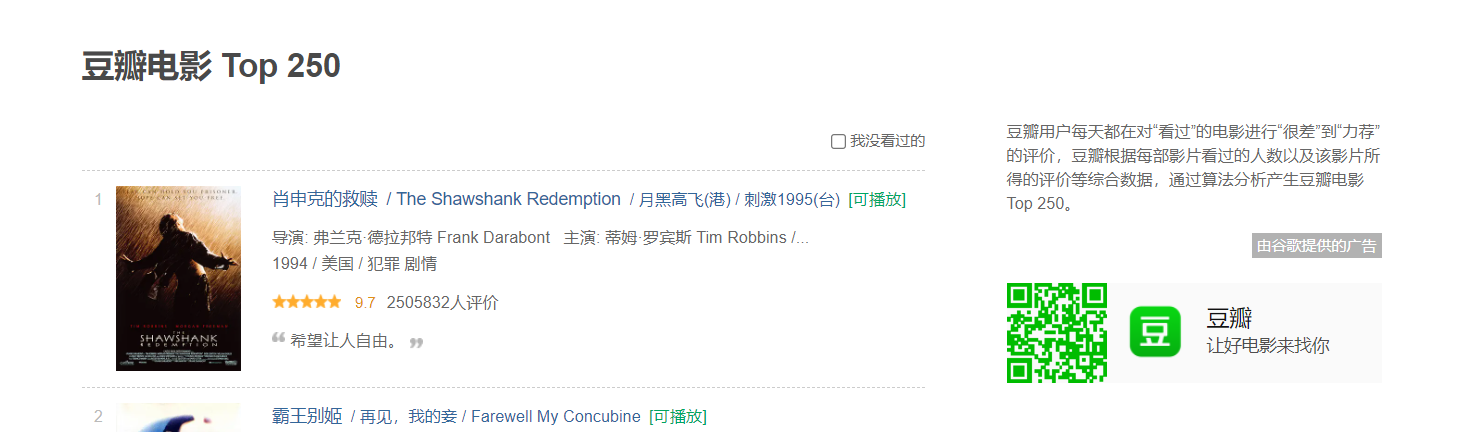 豆瓣电影 Top 250
我没看过的
1
肖申克的救赎 / The Shawshank Redemption / 月黑高飞(港) / 刺激1995(台) [可播放]
导演: 弗兰克·德拉邦特 Frank Darabont 主演: 蒂姆·罗宾斯 Tim Robbins /...
1994 / 美国 / 犯罪 剧情
9.7 2505832人评价
“ 希望让人自由。 ”
THE
SHAWSHANK
REDEMPTION
2
霸王别姬 / 再见，我的妾 / Farewell My Concubine [可播放]
豆瓣用户每天都在对“看过”的电影进行“很差”到“力荐”
的评价，豆瓣根据每部影片看过的人数以及该影片所
得的评价等综合数据，通过算法分析产生豆瓣电影
Top 250。
由谷歌提供的广告
豆
豆瓣
让好电影来找你